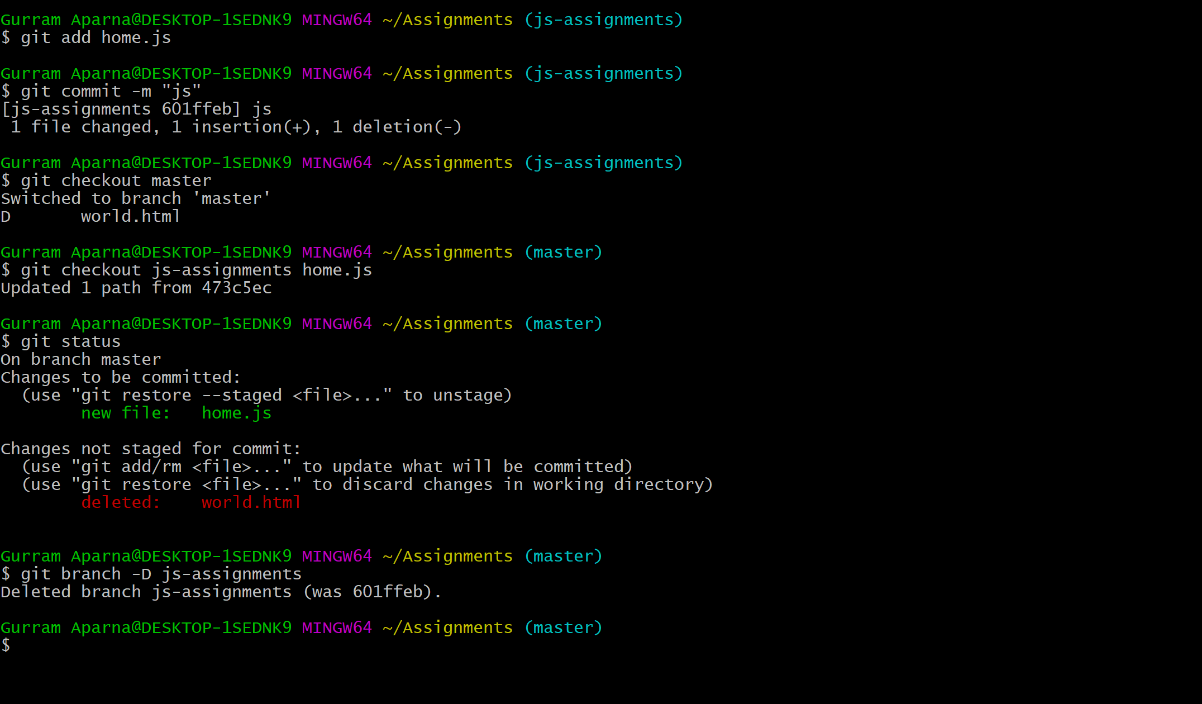 Gurram Aparna@DESKTOP-1SEDNK9 MINGW64 ~/Assignments (js-assignments)
$ git add home.js
Gurram Aparna@DESKTOP-1SEDNK9 MINGW64 ~/Assignments (js-assignments)
$ git commit -m "js"
[js-assignments 601ffeb] js
 1 file changed, 1 insertion(+), 1 deletion(-)
Gurram Aparna@DESKTOP-1SEDNK9 MINGW64 ~/Assignments (js-assignments)
$ git checkout master
Switched to branch 'master'
D       world.html
Gurram Aparna@DESKTOP-1SEDNK9 MINGW64 ~/Assignments (master)
$ git checkout js-assignments home.js
Updated 1 path from 473c5ec
Gurram Aparna@DESKTOP-1SEDNK9 MINGW64 ~/Assignments (master)
$ git status
On branch master
Changes to be committed:
  (use "git restore --staged <file>..." to unstage)
        new file:   home.js
Changes not staged for commit:
  (use "git add/rm <file>..." to update what will be committed)
  (use "git restore <file>..." to discard changes in working directory)
        deleted:    world.html
Gurram Aparna@DESKTOP-1SEDNK9 MINGW64 ~/Assignments (master)
$ git branch -D js-assignments
Deleted branch js-assignments (was 601ffeb).
Gurram Aparna@DESKTOP-1SEDNK9 MINGW64 ~/Assignments (master)
$